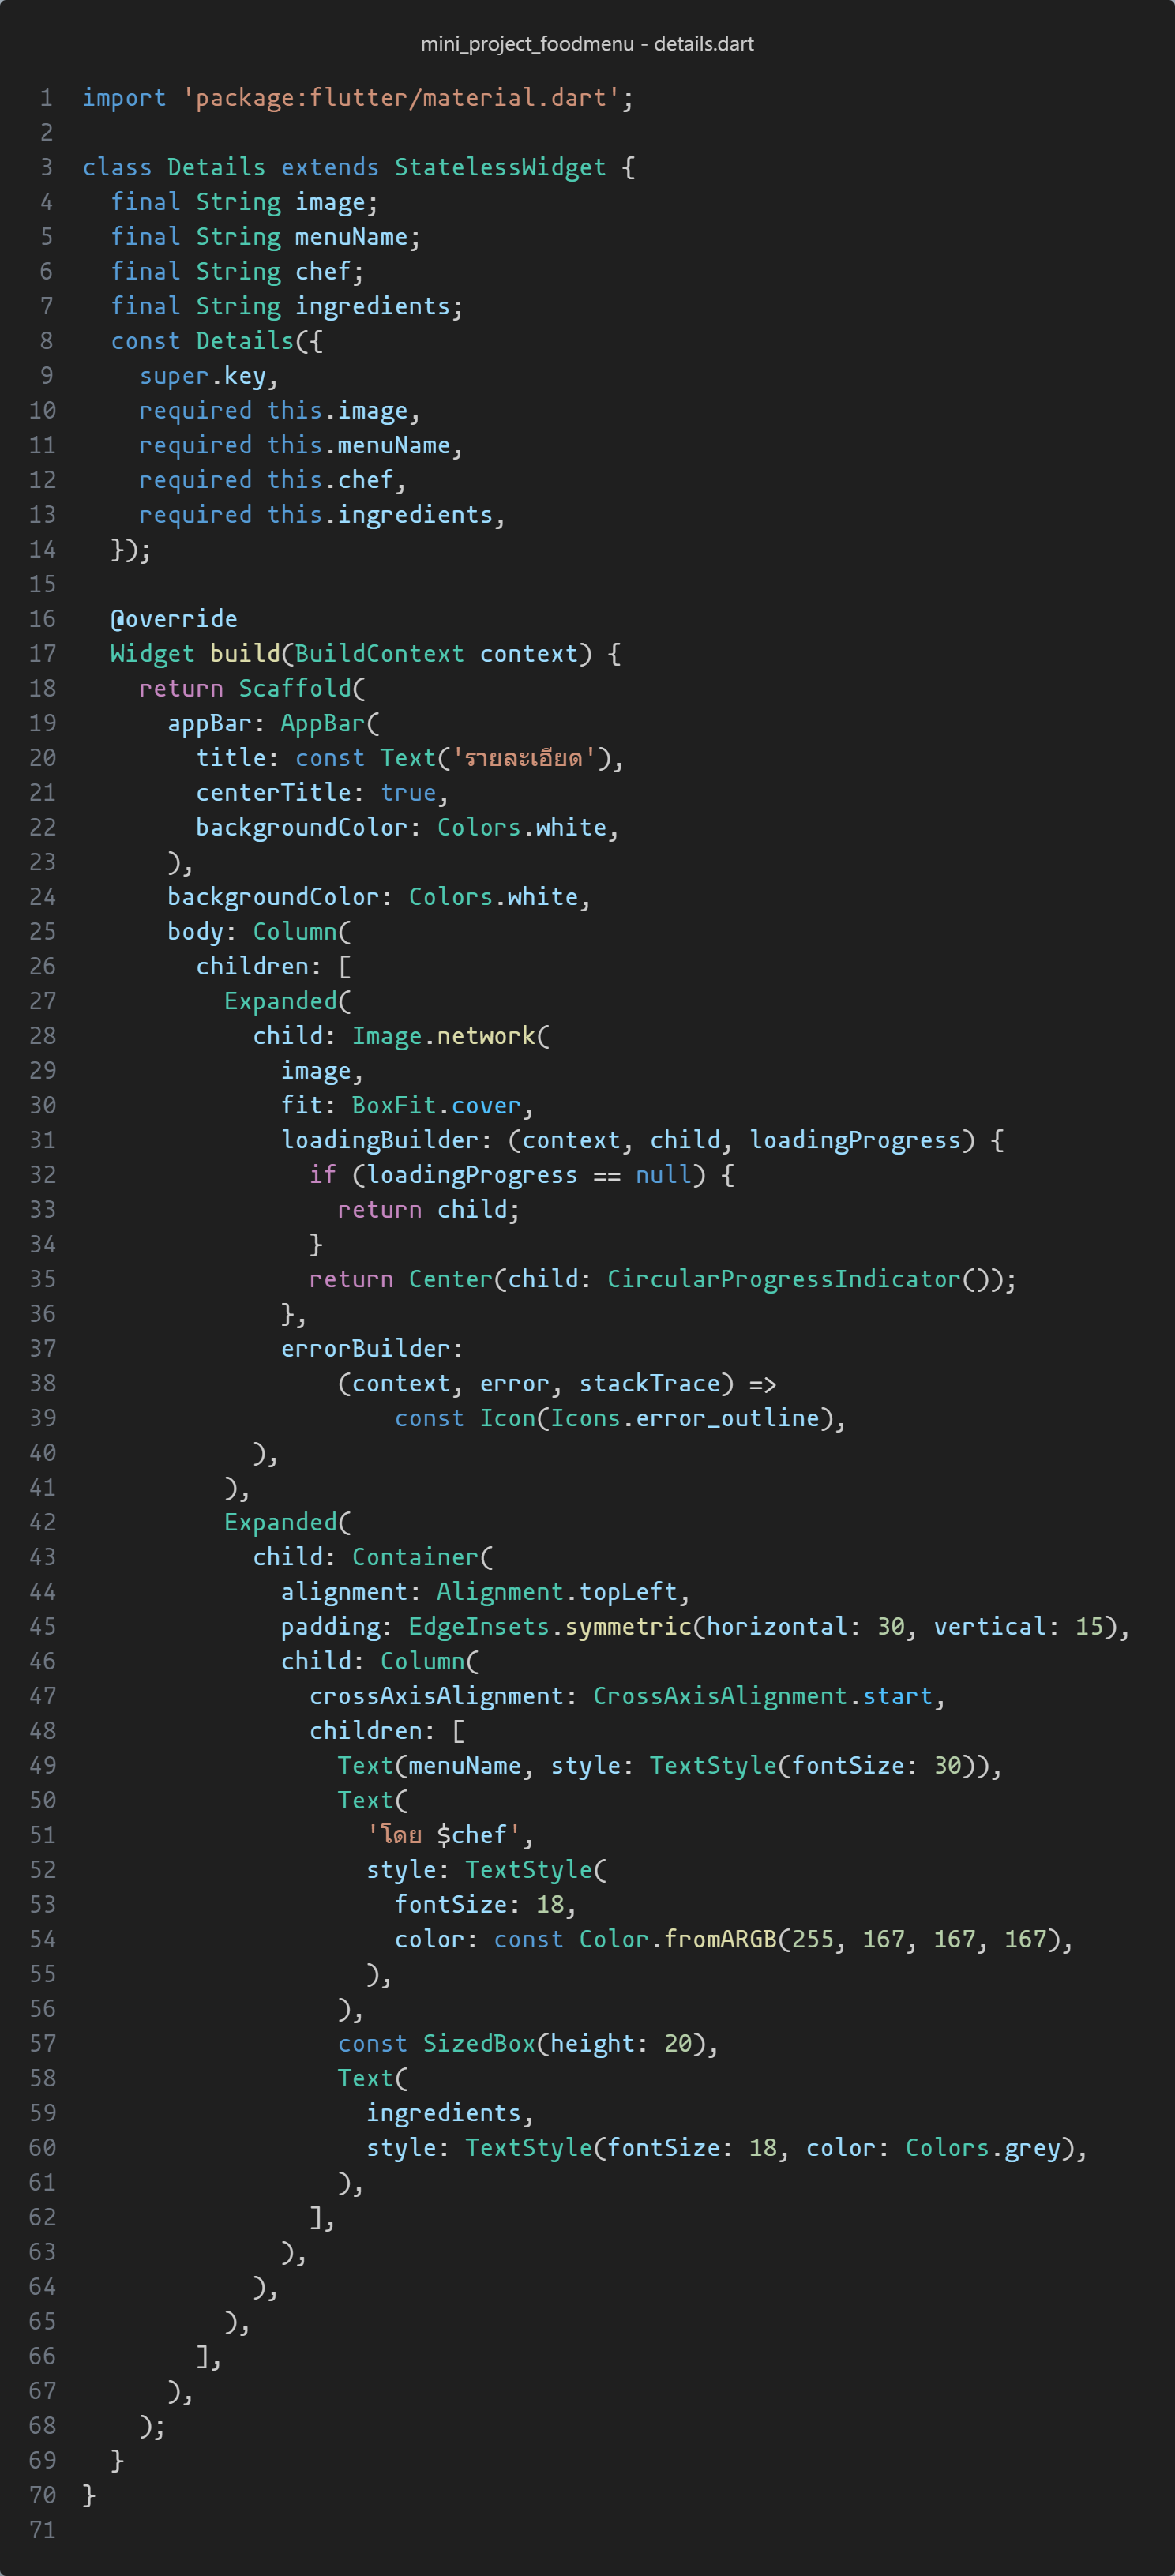 mini_project_foodmenu - details.dart
1 import 'package:flutter/material.dart';
2
3 class Details extends StatelessWidget {
4   final String image;
5   final String menuName;
6   final String chef;
7   final String ingredients;
8   const Details({
9     super.key,
10     required this.image,
11     required this.menuName,
12     required this.chef,
13     required this.ingredients,
14   });
15
16   @override
17   Widget build(BuildContext context) {
18     return Scaffold(
19       appBar: AppBar(
20         title: const Text('รายละเอียด'),
21         centerTitle: true,
22         backgroundColor: Colors.white,
23       ),
24       backgroundColor: Colors.white,
25       body: Column(
26         children: [
27           Expanded(
28             child: Image.network(
29               image,
30               fit: BoxFit.cover,
31               loadingBuilder: (context, child, loadingProgress) {
32                 if (loadingProgress == null) {
33                   return child;
34                 }
35                 return Center(child: CircularProgressIndicator());
36               },
37               errorBuilder:
38                   (context, error, stackTrace) =>
39                       const Icon(Icons.error_outline),
40             ),
41           ),
42           Expanded(
43             child: Container(
44               alignment: Alignment.topLeft,
45               padding: EdgeInsets.symmetric(horizontal: 30, vertical: 15),
46               child: Column(
47                 crossAxisAlignment: CrossAxisAlignment.start,
48                 children: [
49                   Text(menuName, style: TextStyle(fontSize: 30)),
50                   Text(
51                     'โดย $chef',
52                     style: TextStyle(
53                       fontSize: 18,
54                       color: const Color.fromARGB(255, 167, 167, 167),
55                     ),
56                   ),
57                   const SizedBox(height: 20),
58                   Text(
59                     ingredients,
60                     style: TextStyle(fontSize: 18, color: Colors.grey),
61                   ),
62                 ],
63               ),
64             ),
65           ),
66         ],
67       ),
68     );
69   }
70 }
71